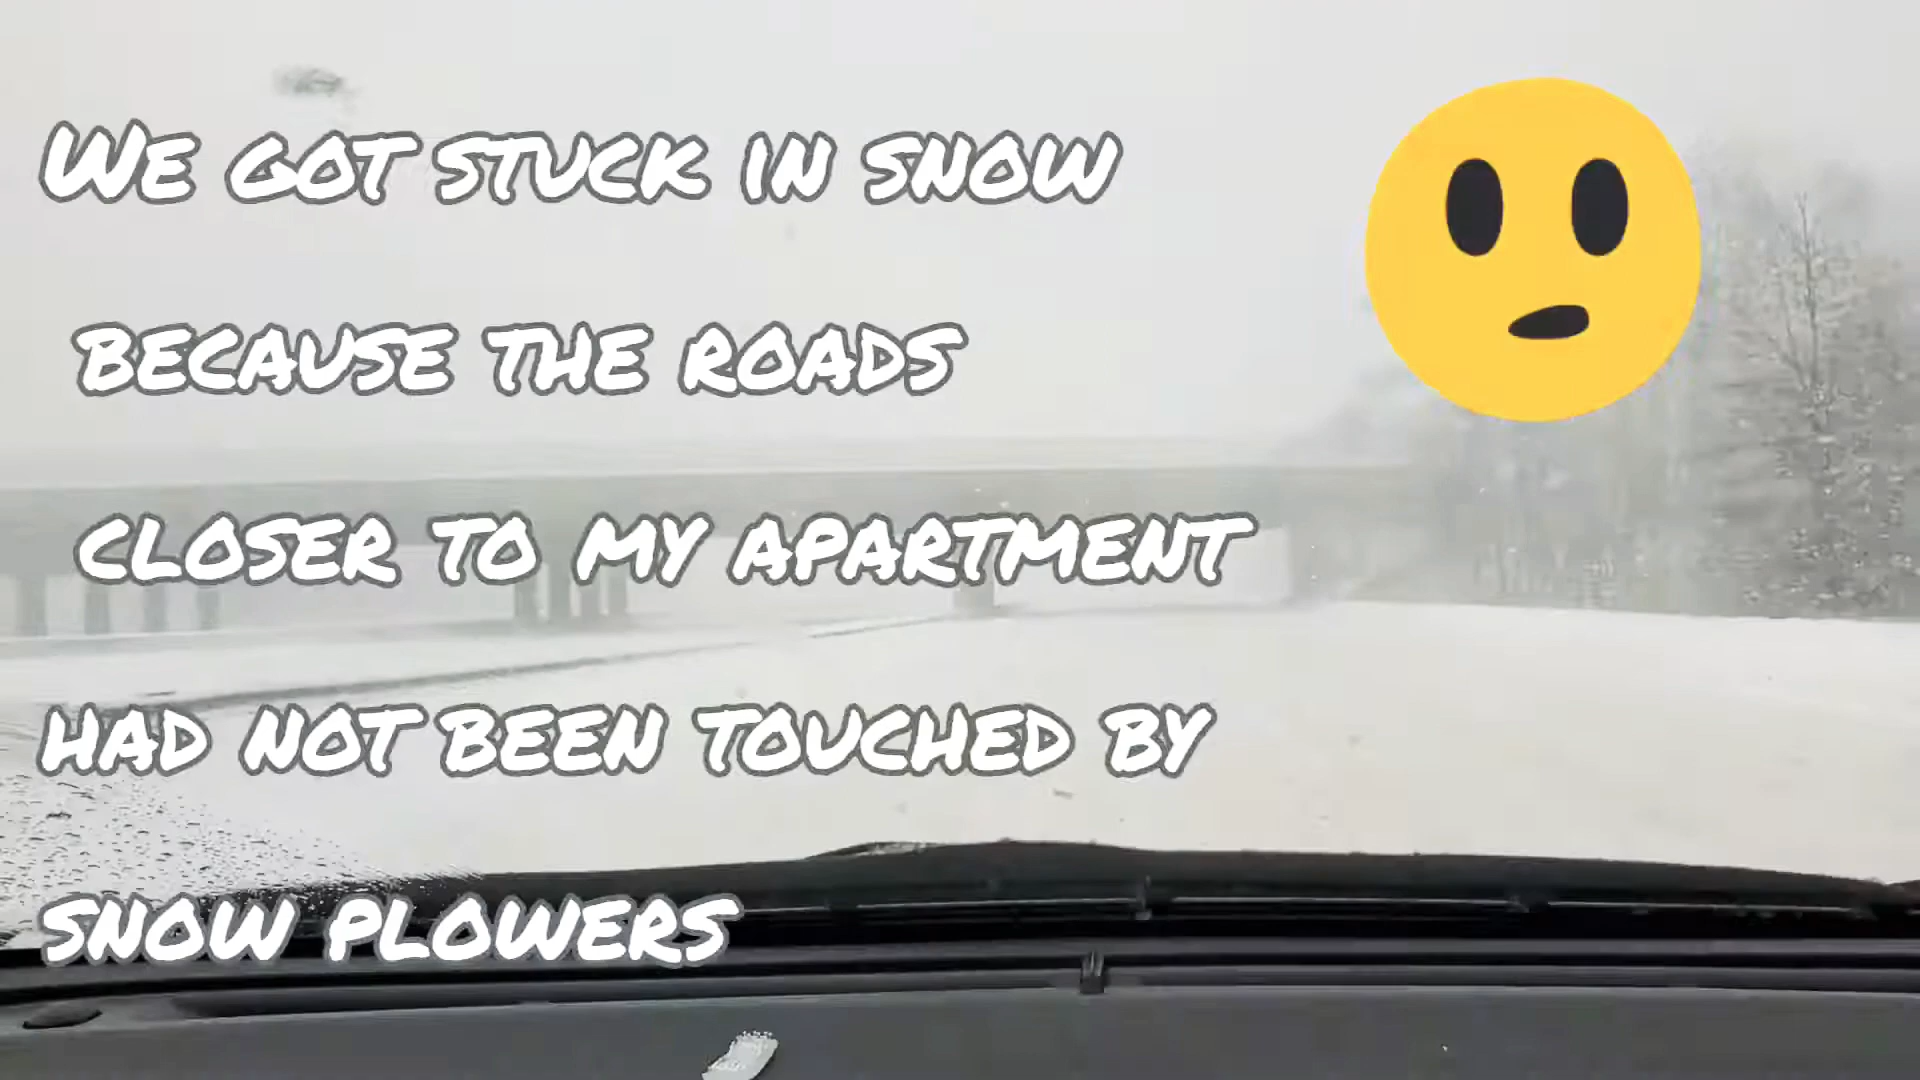 We got stuck in snow
because the roads
closer to my apartment
had not been touched by
snow plowers